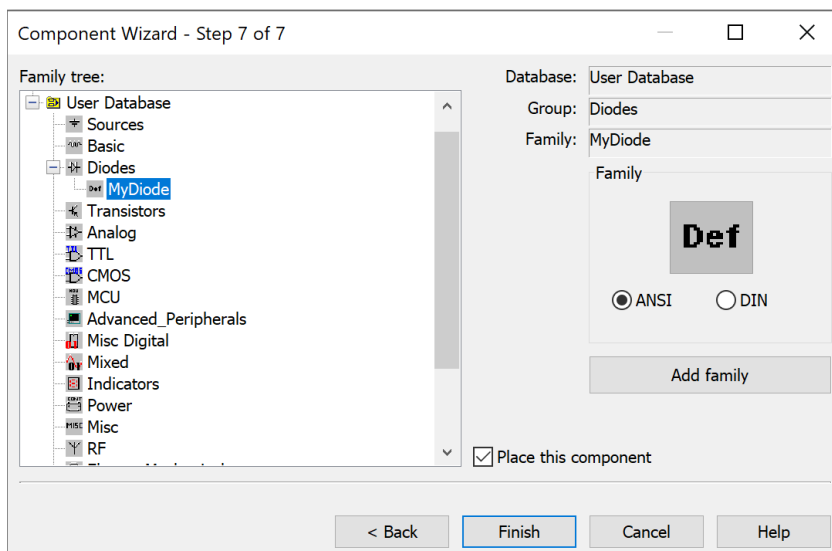 Component Wizard - Step 7 of 7
Family tree:
User Database
Sources
Basic
Diodes
Def MyDiode
Transistors
Analog
TTL
CMOS
MCU
Advanced_Peripherals
Misc Digital
Mixed
Indicators
Power
MISC Misc
RF
Database: User Database
Group: Diodes
Family: MyDiode
Family
Def
ANSI DIN
Add family
Place this component
< Back Finish Cancel Help